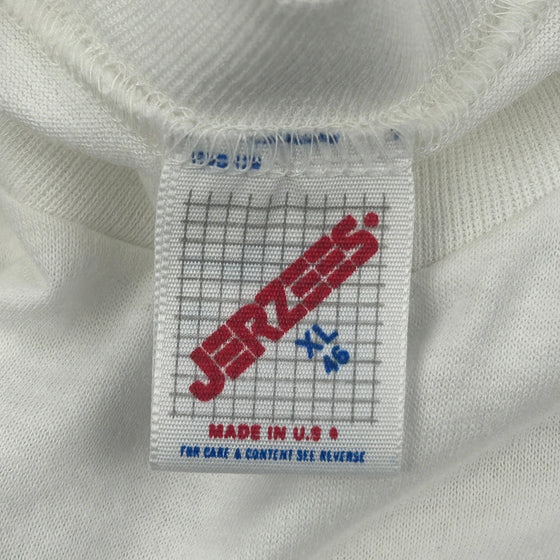 JERZEES
XL
46
MADE IN U.S
FOR CARE & CONTENT SEE REVERSE